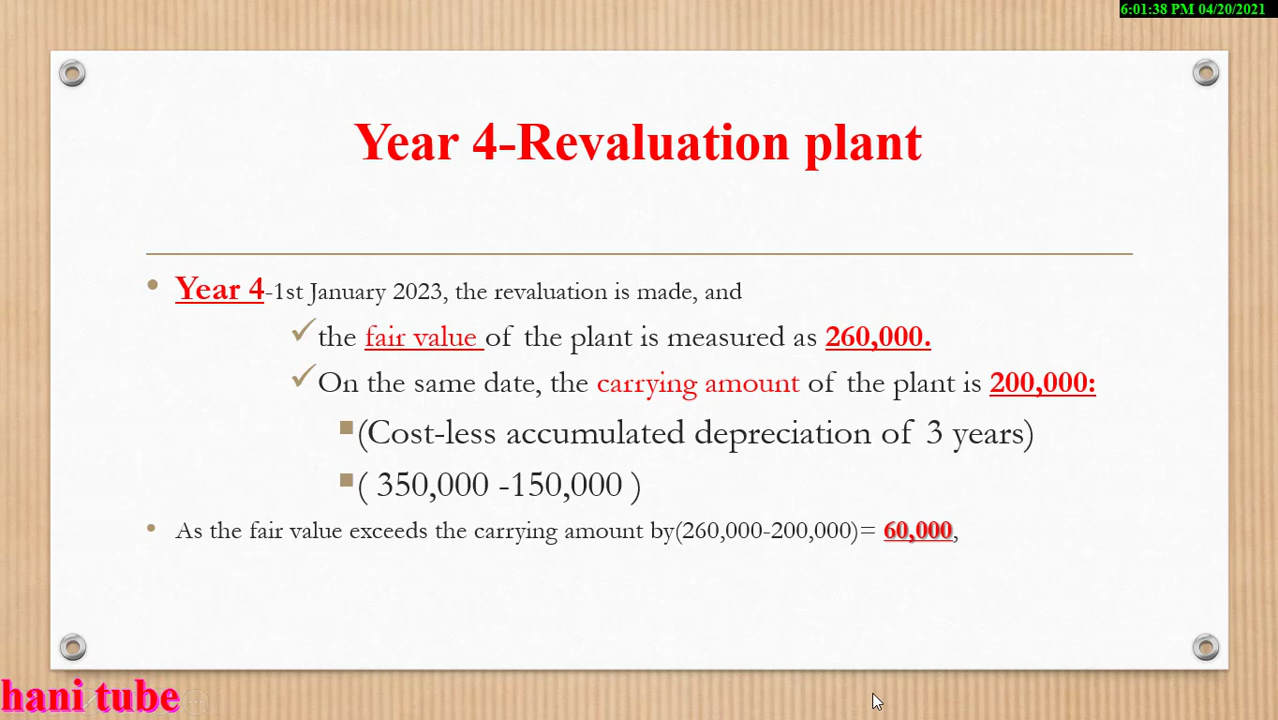 6:01:38 PM 04/20/2021
Year 4-Revaluation plant
• Year 4-1st January 2023, the revaluation is made, and
✓the fair value of the plant is measured as 260,000.
✓On the same date, the carrying amount of the plant is 200,000:
▪(Cost-less accumulated depreciation of 3 years)
▪( 350,000 -150,000 )
• As the fair value exceeds the carrying amount by(260,000-200,000)= 60,000,
hani tube